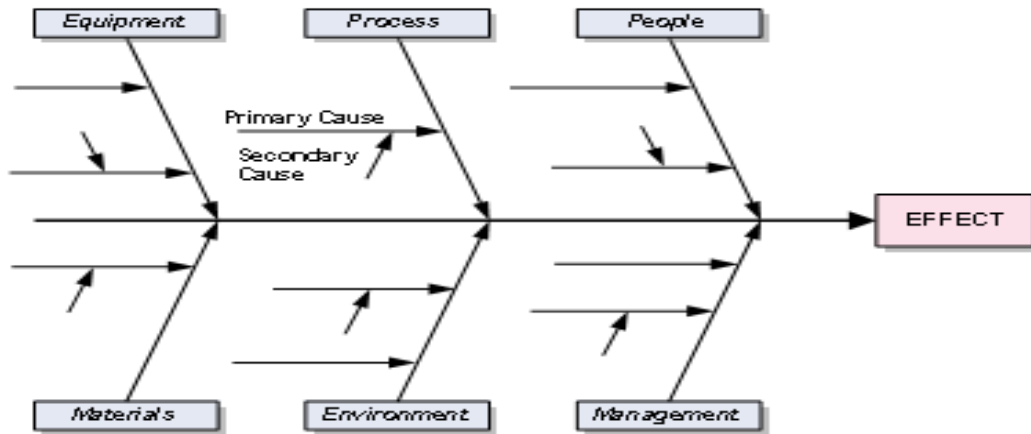 Equipment
Process
People
Primary Cause
Secondary
Cause
EFFECT
Materials
Environment
Management